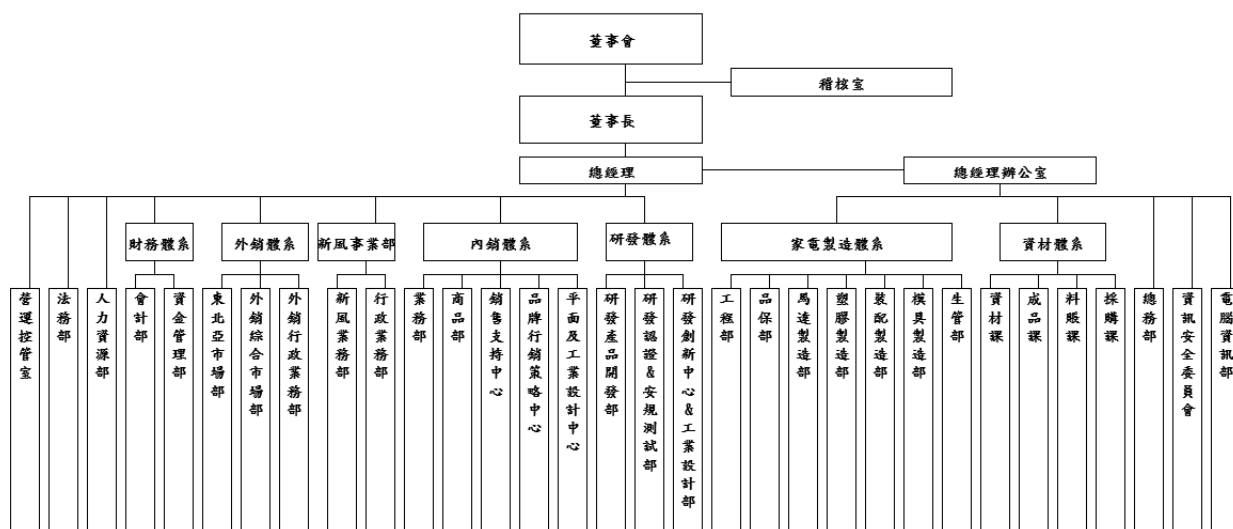 董事會
稽核室
董事長
總經理
總經理辦公室
財務體系
外銷體系
新風事業部
內銷體系
研發體系
家電製造體系
資材體系
營運控管室
法務部
人力資源部
會計部
資金管理部
東北亞市場部
外銷綜合市場部
外銷行政業務部
新風業務部
行政業務部
業務部
商品部
銷售支持中心
品牌行銷策略中心
平面及工業設計中心
研發產品開發部
研發認證&安規測試部
研發創新中心&工業設計部
工程部
品保部
馬達製造部
塑膠製造部
裝配製造部
模具製造部
生管部
資材課
成品課
料賬課
採購課
總務部
資訊安全委員會
電腦資訊部